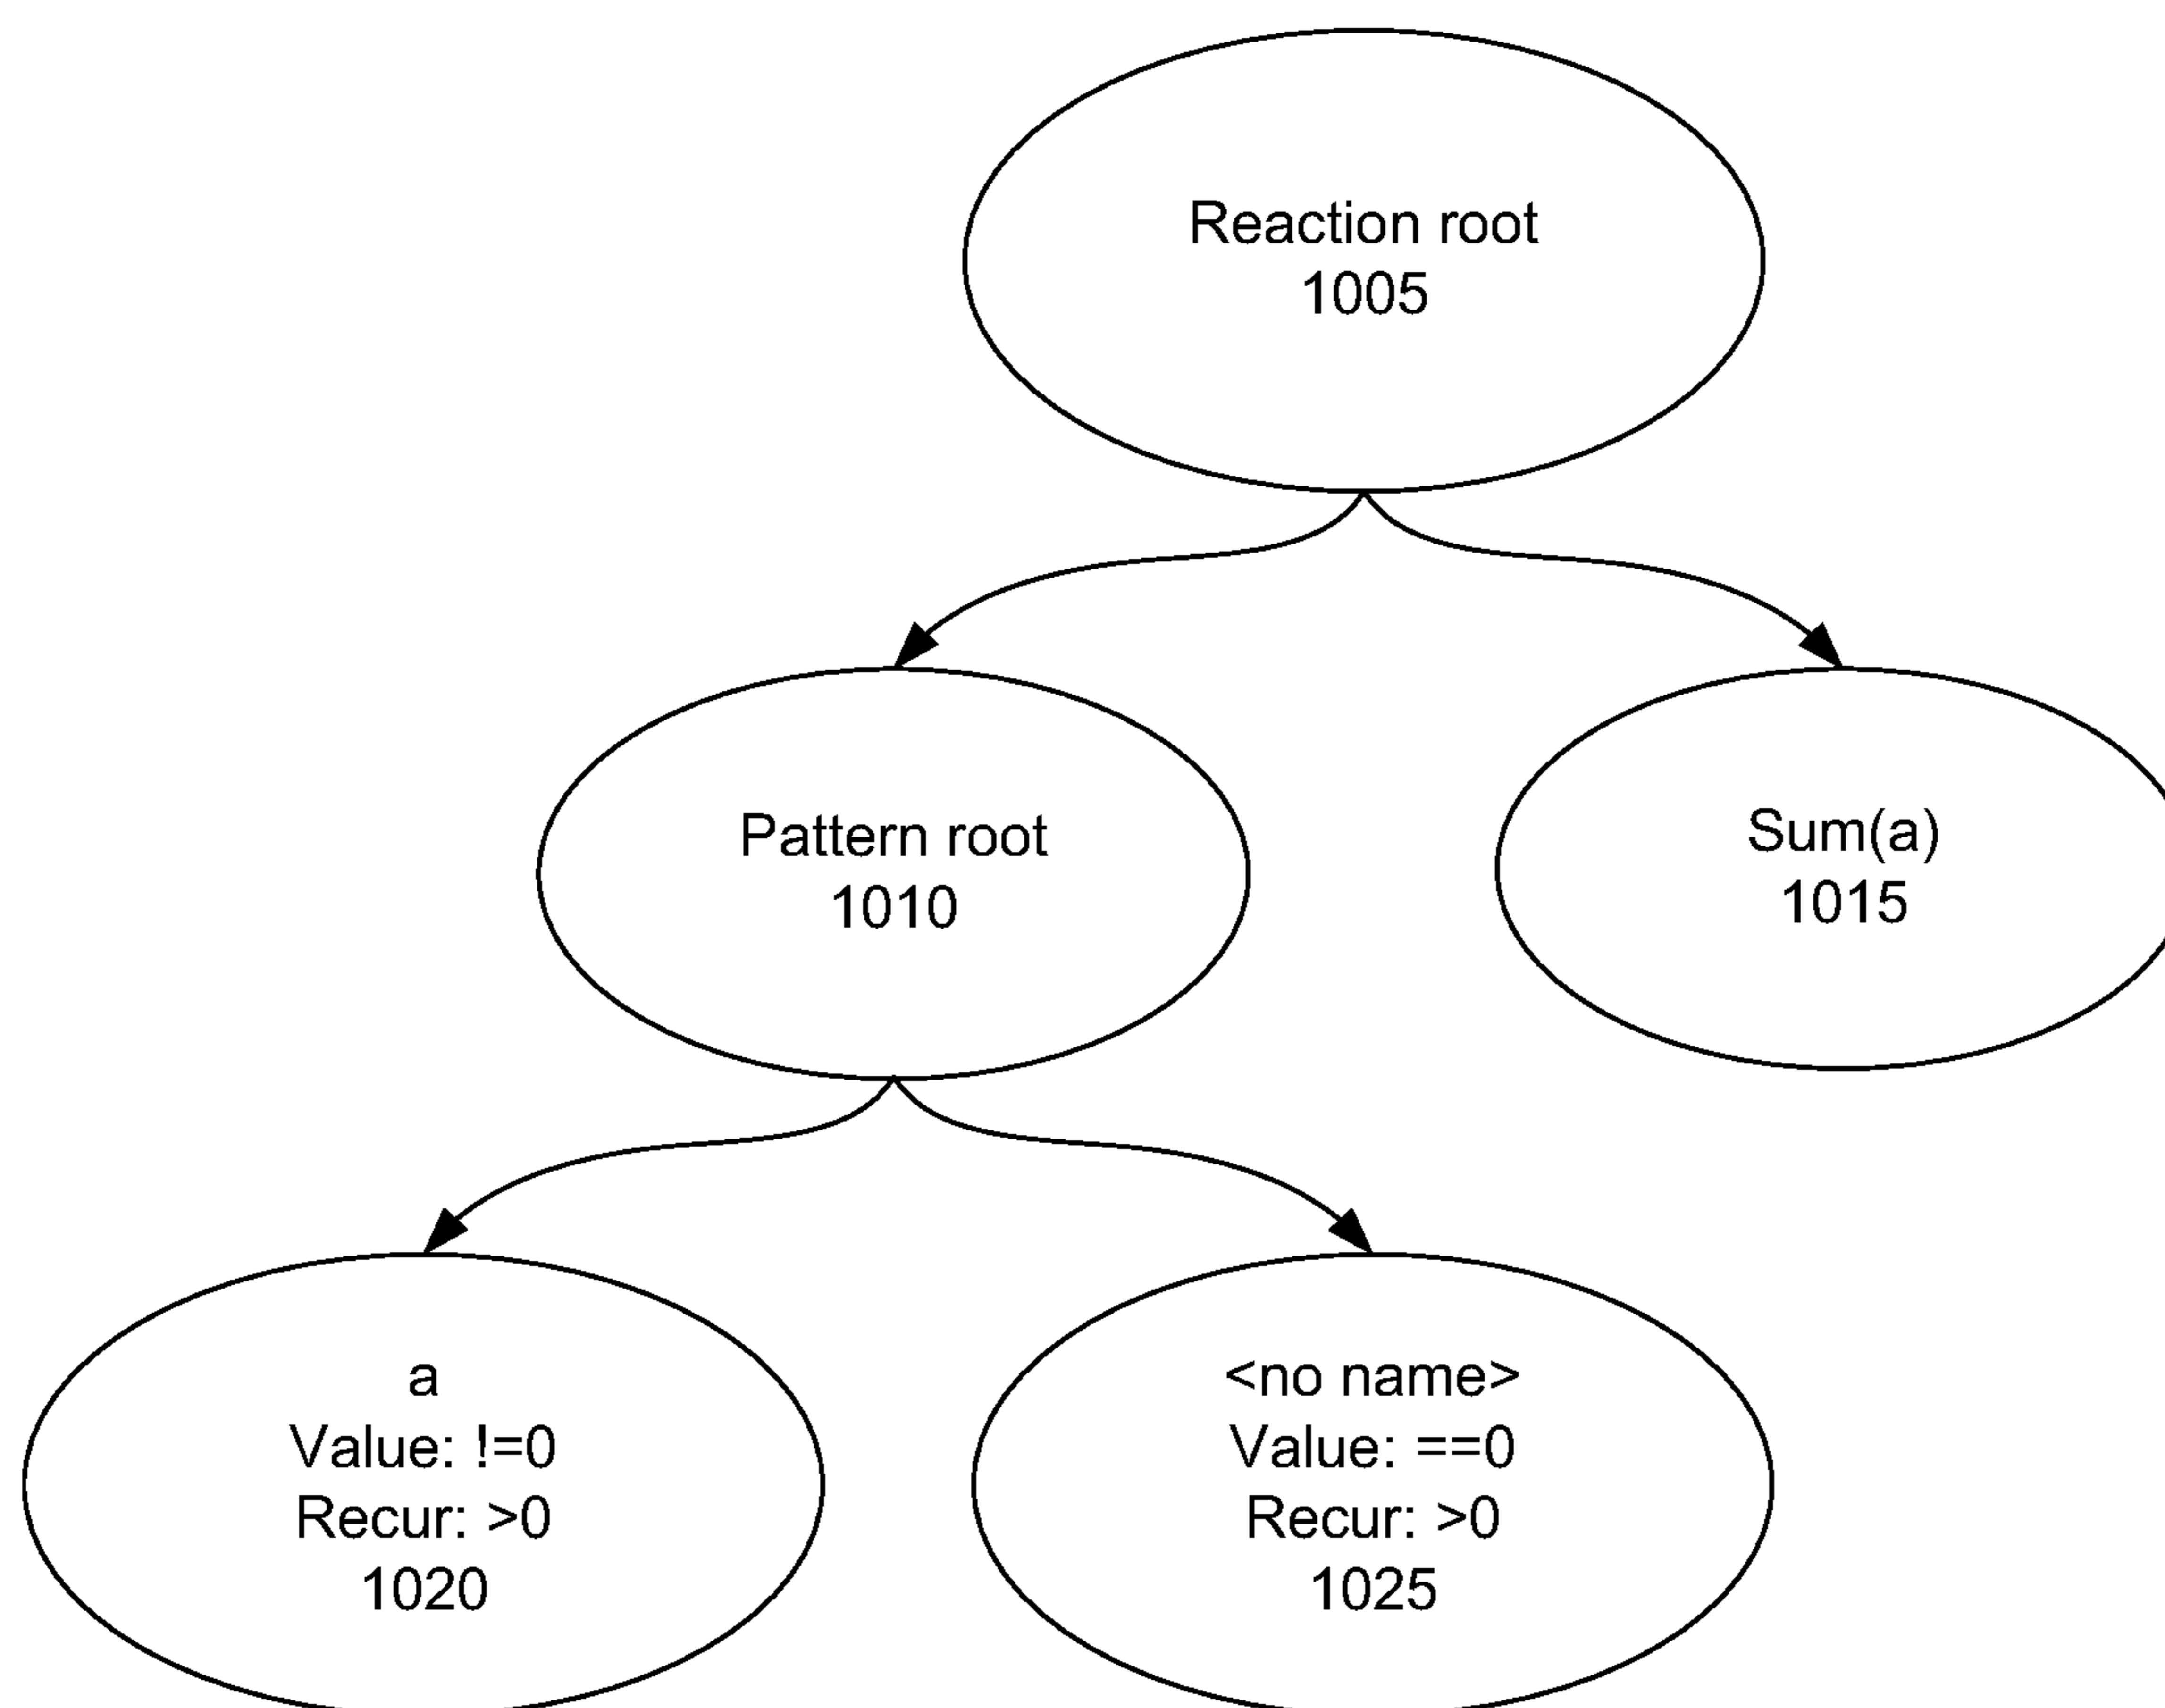 Reaction root
1005
Pattern root
1010
Sum(a)
1015
a
Value: !=0
Recur: >0
1020
<no name>
Value: ==0
Recur: >0
1025